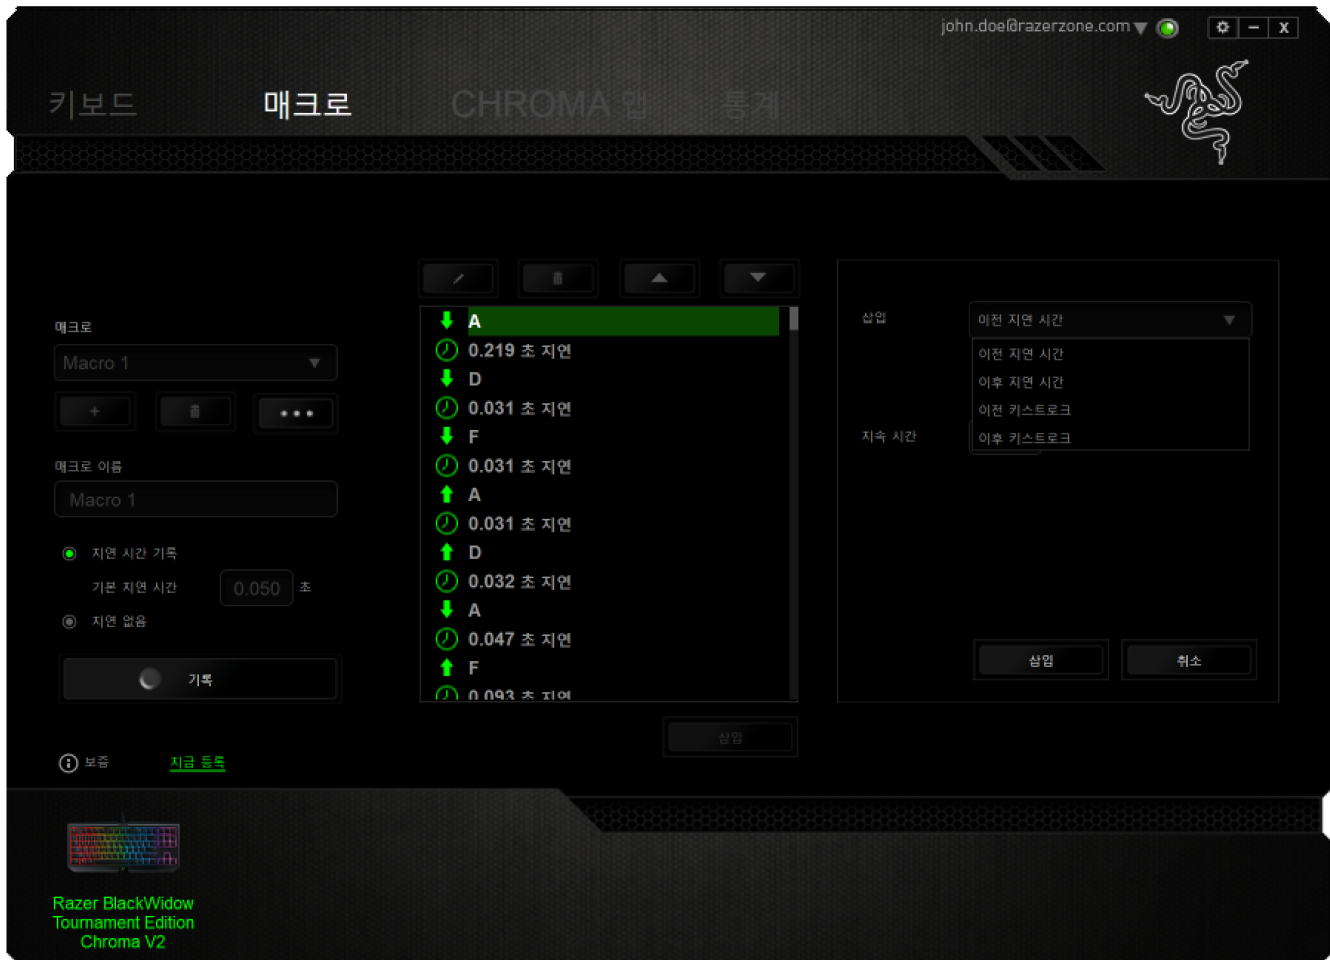 john.doe@razerzone.com
키보드 매크로 CHROMA 앱 통계
매크로
Macro 1
매크로 이름
Macro 1
지연 시간 기록
기본 지연 시간 0.050 초
지연 없음
기록
보증 지금 등록
A
0.219 초 지연
D
0.031 초 지연
F
0.031 초 지연
A
0.031 초 지연
D
0.032 초 지연
A
0.047 초 지연
F
0.093 초 지연
삽입
삽입 이전 지연 시간
이전 지연 시간
이후 지연 시간
이전 키스트로크
이후 키스트로크
지속 시간
삽입 취소
Razer BlackWidow
Tournament Edition
Chroma V2